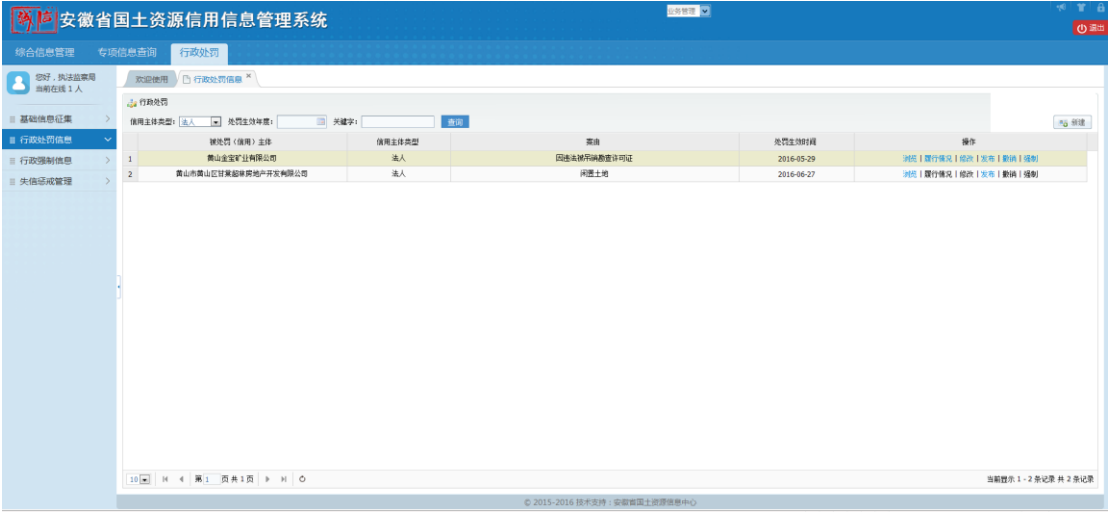 诚信 安徽省国土资源信用信息管理系统
业务管理
退出
综合信息管理 专项信息查询 行政处罚
您好，执法监察局
当前在线 1 人
欢迎使用 行政处罚信息 ×
基础信息征集
行政处罚信息
行政强制信息
失信惩戒管理
行政处罚
信用主体类型: 法人 处罚生效年度: 关键字: 查询 新建
被处罚（信用）主体 信用主体类型 案由 处罚生效时间 操作
1 黄山金宝矿业有限公司 法人 因违法被吊销勘查许可证 2016-05-29 浏览 | 履行情况 | 修改 | 发布 | 撤销 | 强制
2 黄山市黄山区甘棠 房地产开发有限公司 法人 闲置土地 2016-06-27 浏览 | 履行情况 | 修改 | 发布 | 撤销 | 强制
10 第 1 页 共 1 页 当前显示 1 - 2 条记录 共 2 条记录
© 2015-2016 技术支持：安徽省国土资源信息中心